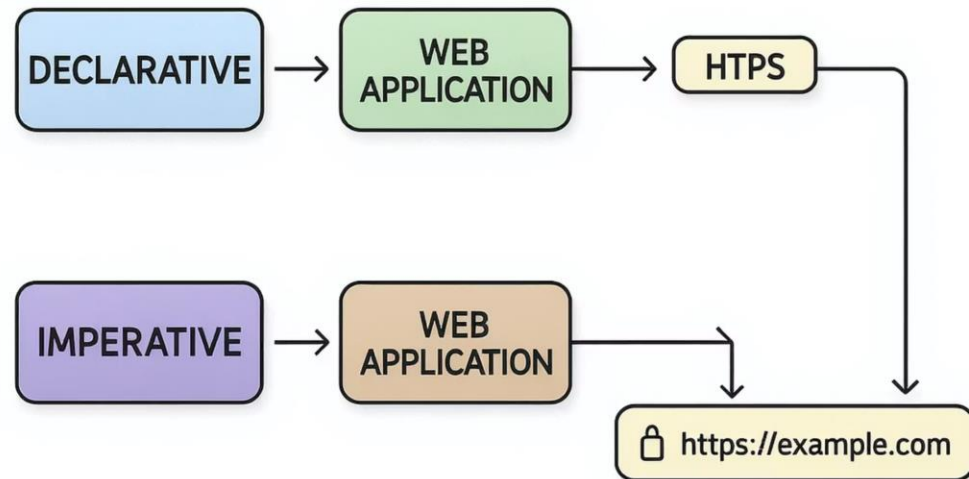 DECLARATIVE
WEB
APPLICATION
HTPS
IMPERATIVE
WEB
APPLICATION
https://example.com